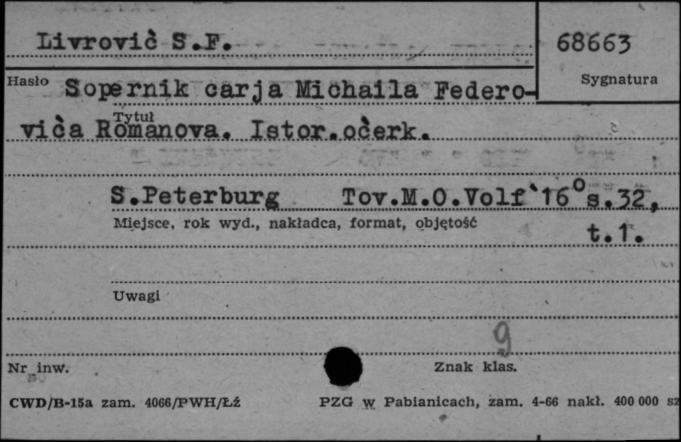 Livrovič S.F.
68663
Hasło
Sygnatura
Sopernik carja Michaila Federo-
Tytuł
viča Romanova. Istor.očerk.
S.Peterburg Tov.M.O.Volf`16° s.32,
Miejsce, rok wyd., nakładca, format, objętość
t.1.
Uwagi
9
Nr inw.
Znak klas.
CWD/B-15a zam. 4066/PWH/Łź
PZG w Pabianicach, zam. 4-66 nakł. 400 000 sz